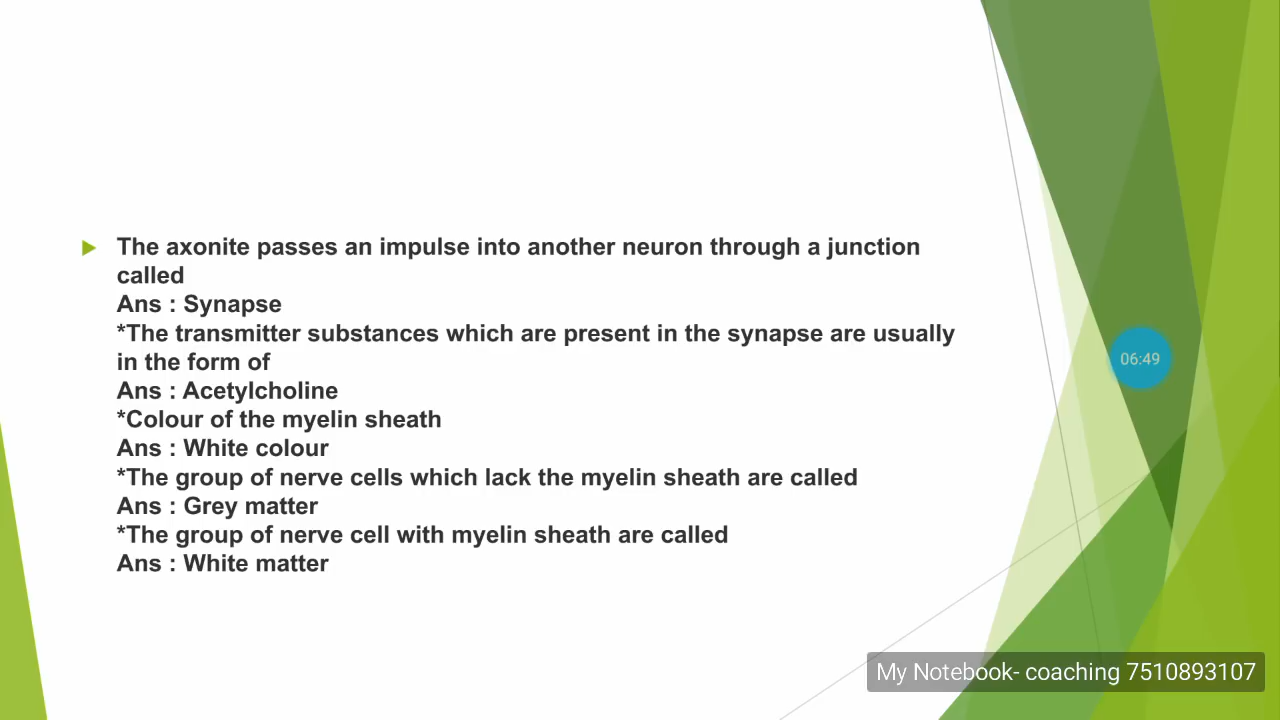 The axonite passes an impulse into another neuron through a junction
called
Ans : Synapse
*The transmitter substances which are present in the synapse are usually
in the form of
Ans : Acetylcholine
*Colour of the myelin sheath
Ans : White colour
*The group of nerve cells which lack the myelin sheath are called
Ans : Grey matter
*The group of nerve cell with myelin sheath are called
Ans : White matter
06:49
My Notebook- coaching 7510893107